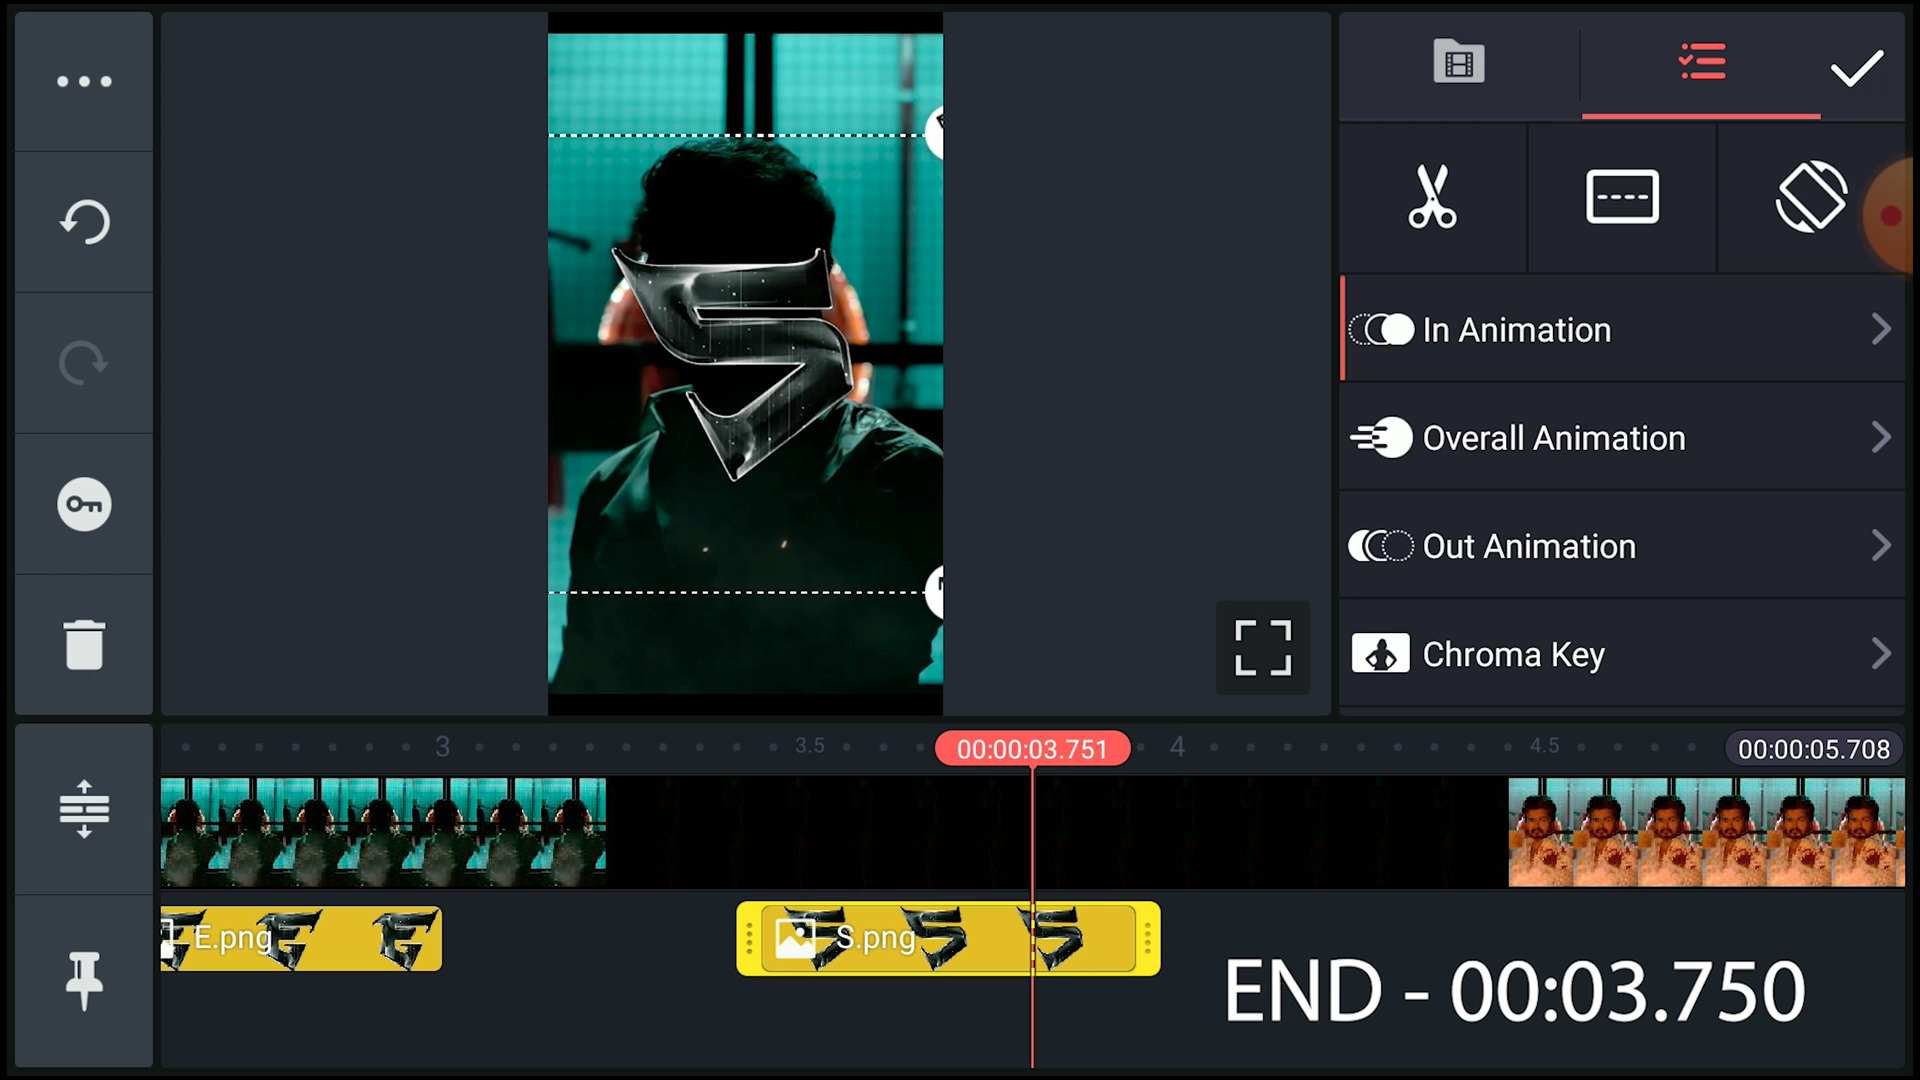 S
In Animation
Overall Animation
Out Animation
Chroma Key
3
3.5
00:00:03.751
4
4.5
00:00:05.708
E.png
S.png
END - 00:03.750